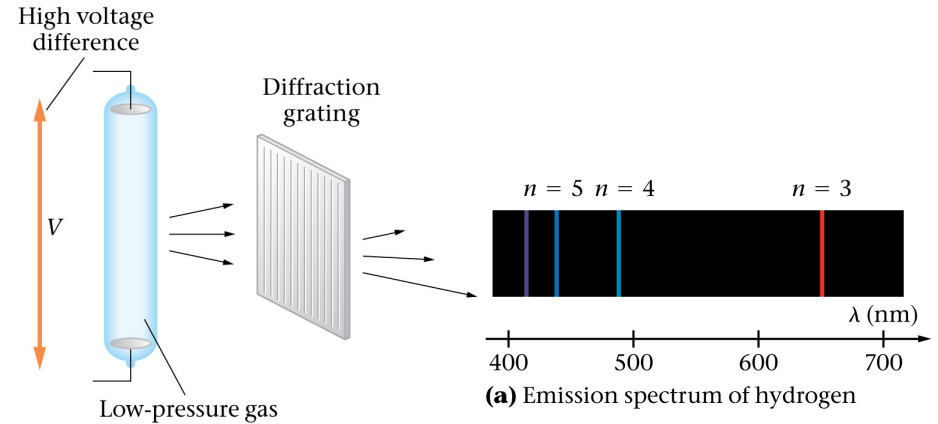 High voltage
difference
Diffraction
grating
V
n = 5 n = 4 n = 3
λ (nm)
400 500 600 700
(a) Emission spectrum of hydrogen
Low-pressure gas